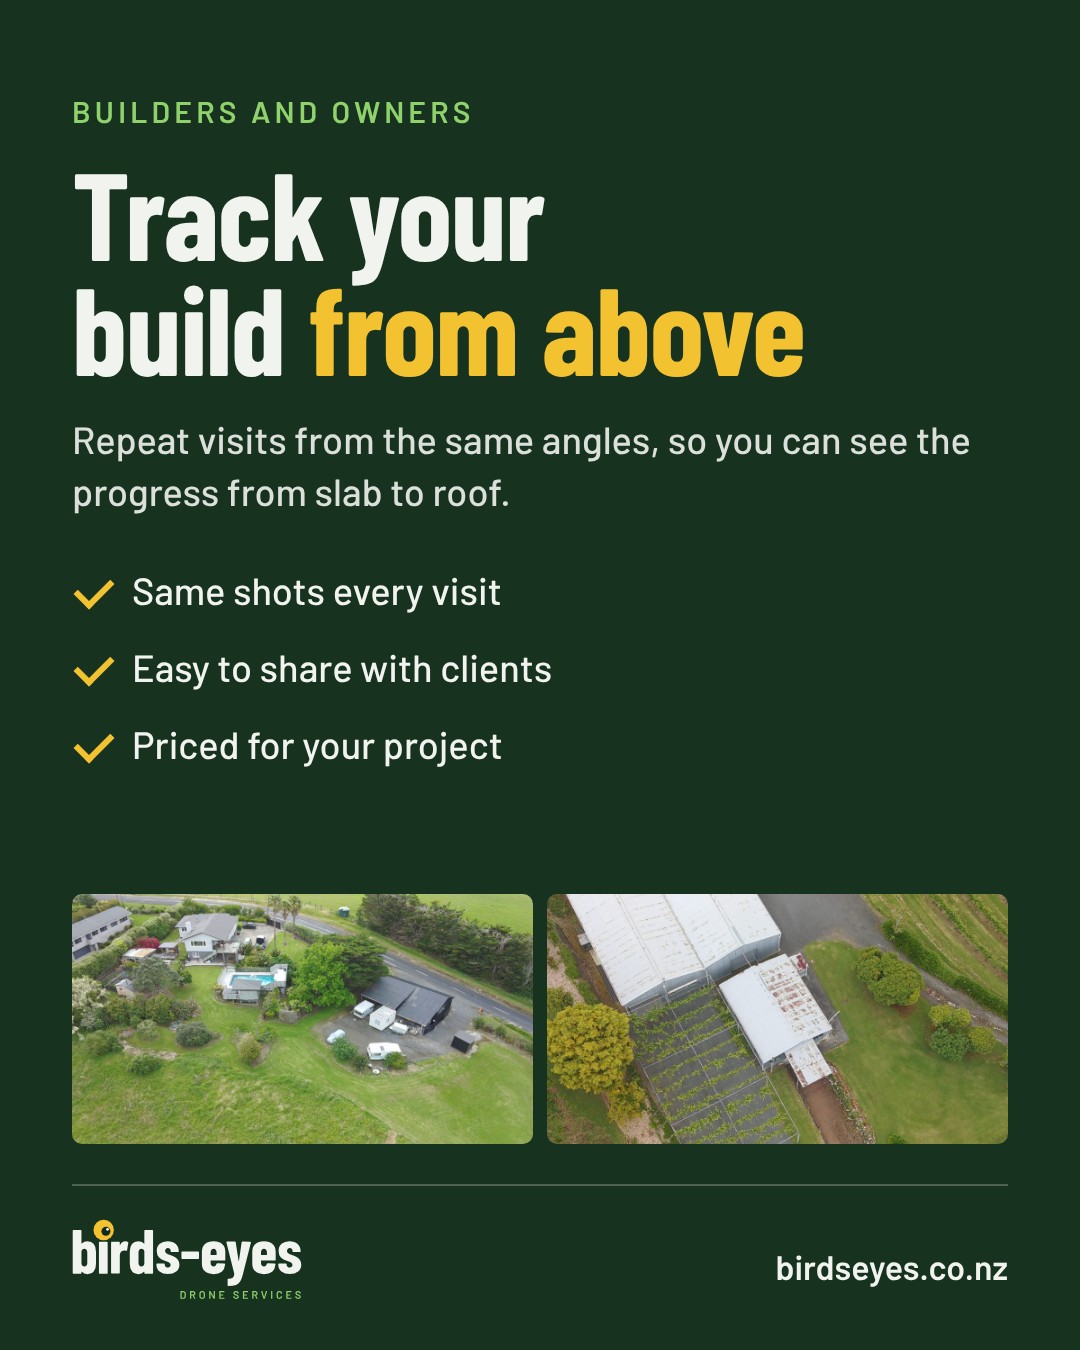 BUILDERS AND OWNERS
Track your
build from above
Repeat visits from the same angles, so you can see the
progress from slab to roof.
Same shots every visit
Easy to share with clients
Priced for your project
birds-eyes
DRONE SERVICES
birdseyes.co.nz